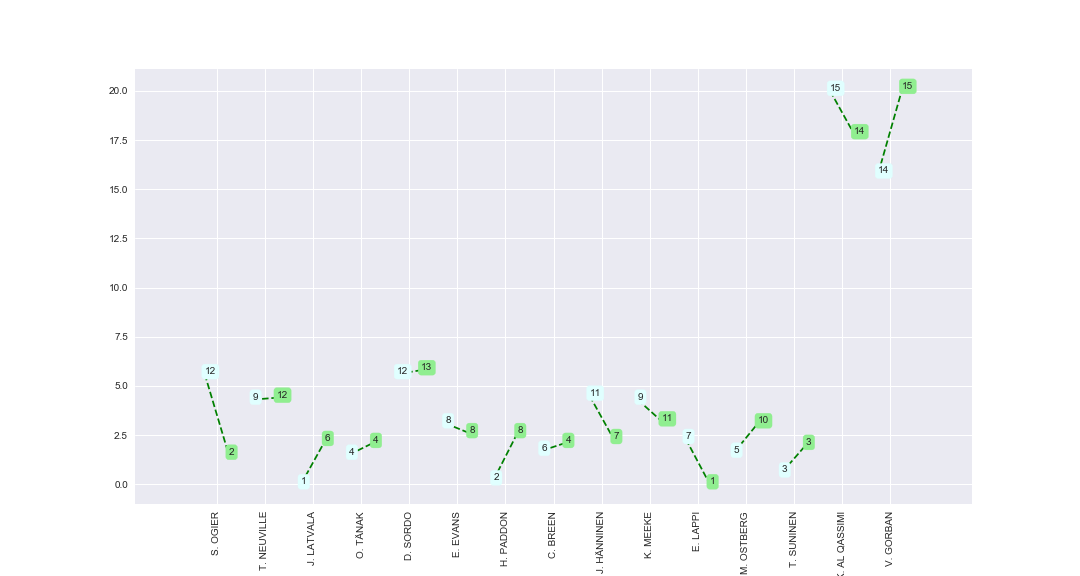 20.0
17.5
15.0
12.5
10.0
7.5
5.0
2.5
0.0
12 2
9 12
1 6
4 4
12 13
8 8
2 8
6 4
11 7
9 11
7 1
5 10
3 3
15 14
14 15
S. OGIER
T. NEUVILLE
J. LATVALA
O. TÄNAK
D. SORDO
E. EVANS
H. PADDON
C. BREEN
J. HÄNNINEN
K. MEEKE
E. LAPPI
M. OSTBERG
T. SUNINEN
K. AL QASSIMI
V. GORBAN